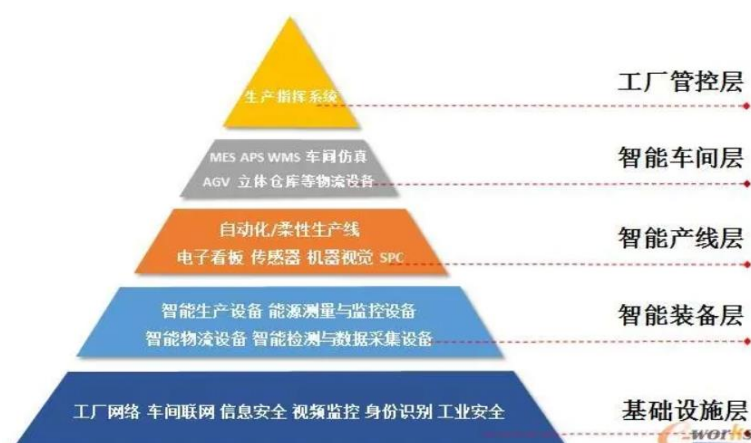 生产指挥系统
工厂管控层
MES APS WMS 车间仿真
AGV 立体仓库等物流设备
智能车间层
自动化/柔性生产线
电子看板 传感器 机器视觉 SPC
智能产线层
智能生产设备 能源测量与监控设备
智能物流设备 智能检测与数据采集设备
智能装备层
工厂网络 车间联网 信息安全 视频监控 身份识别 工业安全
基础设施层
e-works